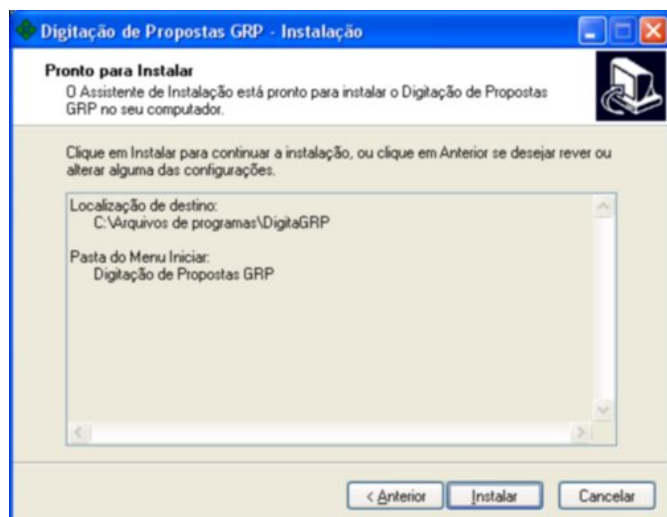 Digitação de Propostas GRP - Instalação
Pronto para Instalar
O Assistente de Instalação está pronto para instalar o Digitação de Propostas
GRP no seu computador.
Clique em Instalar para continuar a instalação, ou clique em Anterior se desejar rever ou
alterar alguma das configurações.
Localização de destino:
C:\Arquivos de programas\DigitaGRP
Pasta do Menu Iniciar:
Digitação de Propostas GRP
< Anterior Instalar Cancelar